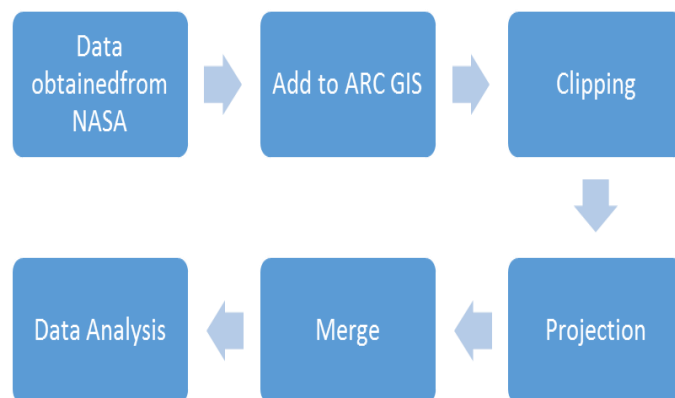 Data
obtainedfrom
NASA
Add to ARC GIS
Clipping
Projection
Merge
Data Analysis